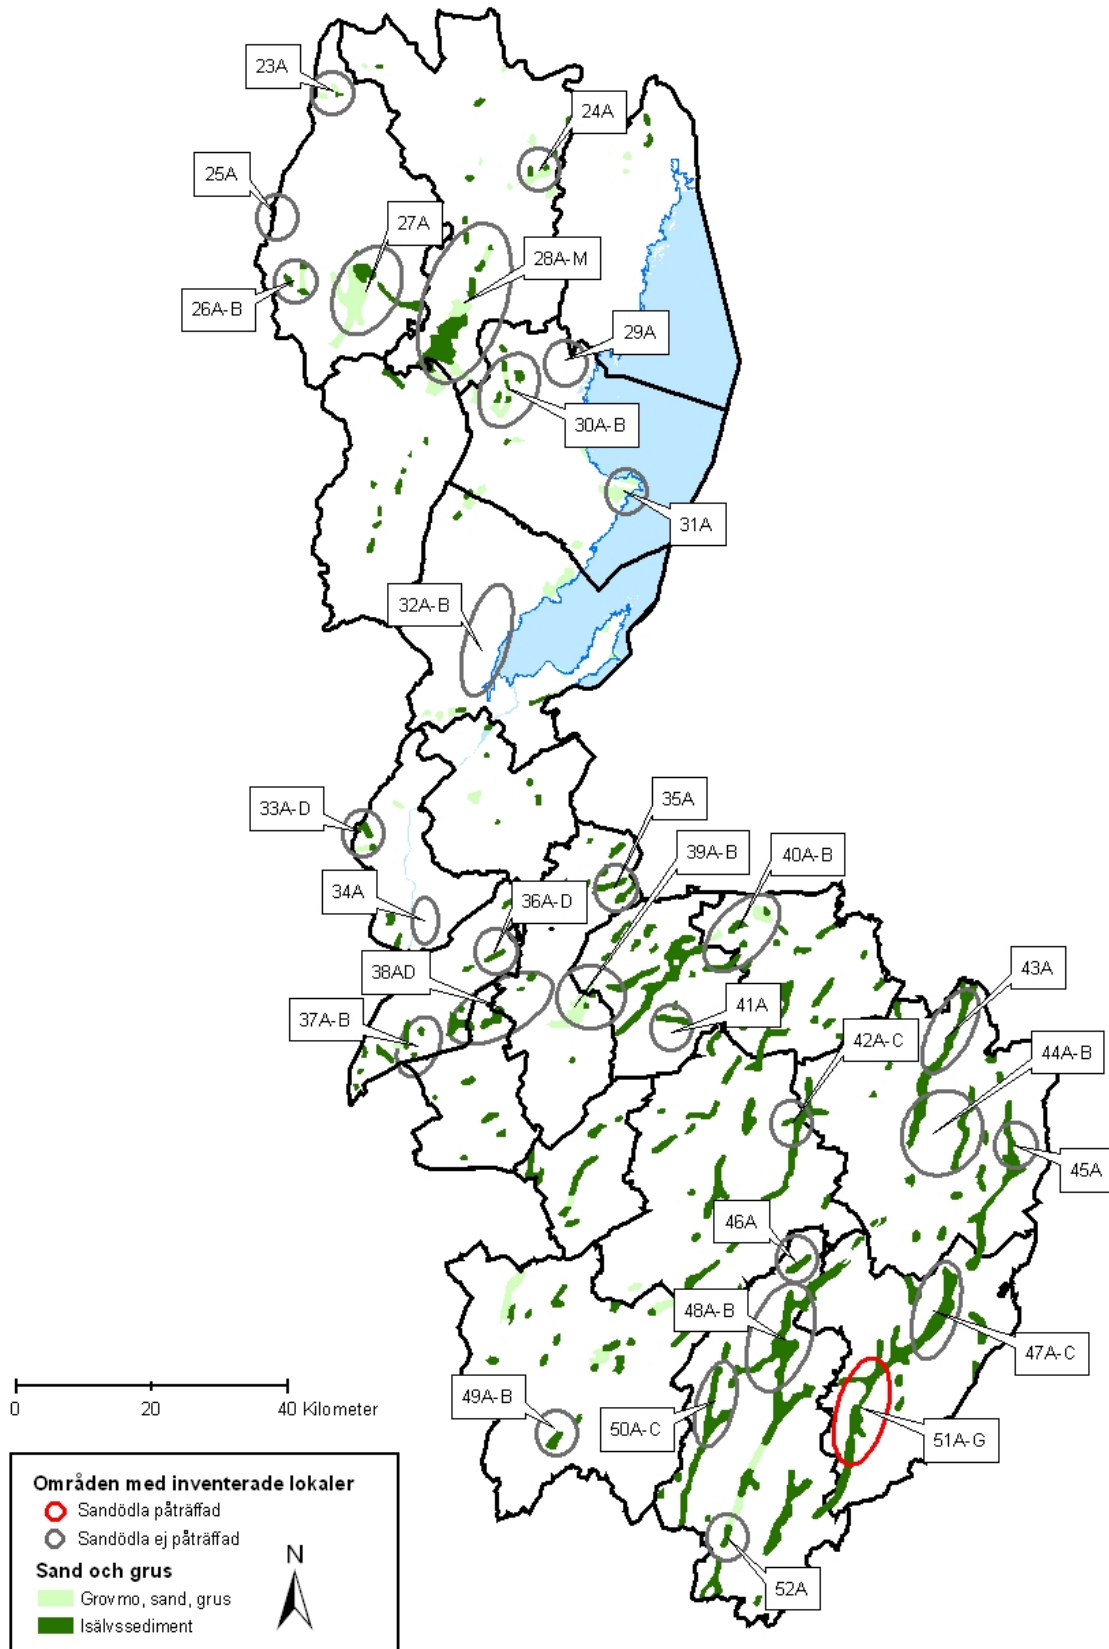 23A
24A
25A
27A
28A-M
26A-B
29A
30A-B
31A
32A-B
33A-D
35A
39A-B
40A-B
34A
36A-D
38AD
43A
37A-B
41A
42A-C
44A-B
45A
46A
48A-B
47A-C
49A-B
50A-C
51A-G
52A
0 20 40 Kilometer
Områden med inventerade lokaler
Sandödla påträffad
Sandödla ej påträffad
Sand och grus
Grovmo, sand, grus
Isälvssediment
N